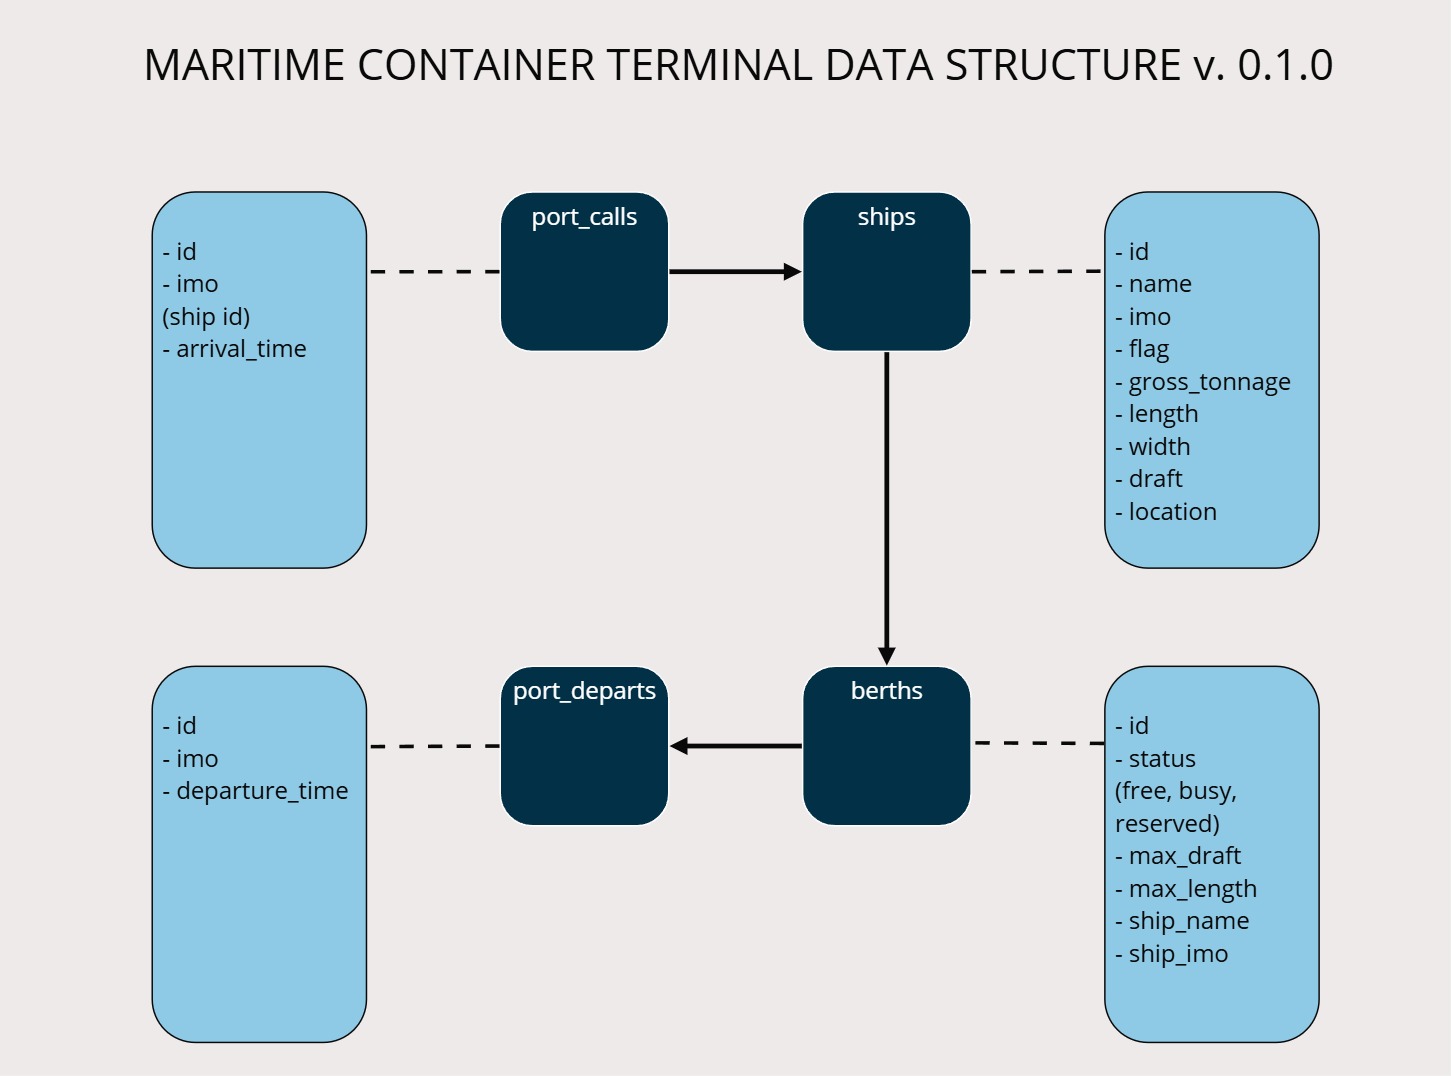 MARITIME CONTAINER TERMINAL DATA STRUCTURE v. 0.1.0
- id
- imo
(ship id)
- arrival_time
port_calls
ships
- id
- name
- imo
- flag
- gross_tonnage
- length
- width
- draft
- location
- id
- imo
- departure_time
port_departs
berths
- id
- status
(free, busy,
reserved)
- max_draft
- max_length
- ship_name
- ship_imo